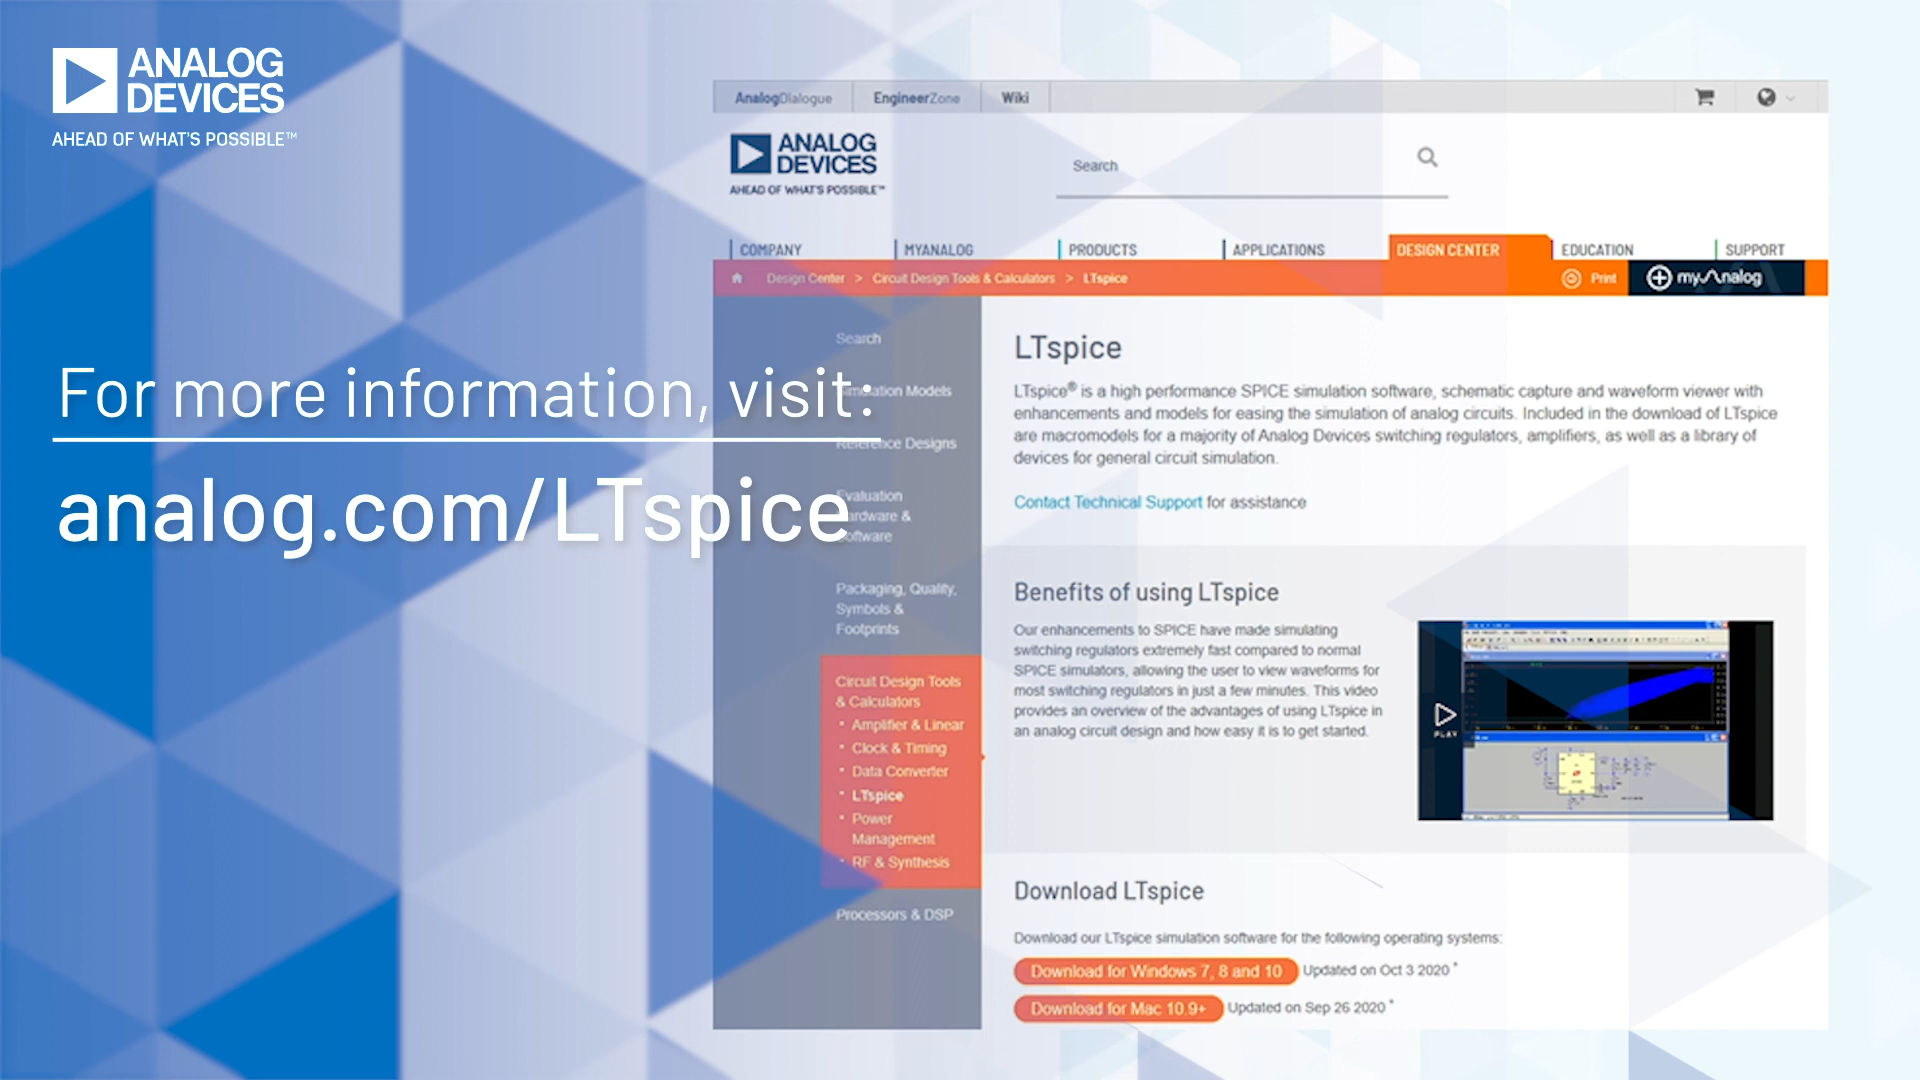 ANALOG
DEVICES
AHEAD OF WHAT'S POSSIBLE™
For more information, visit:
analog.com/LTspice
AnalogDialogue EngineerZone Wiki
ANALOG
DEVICES
AHEAD OF WHAT'S POSSIBLE™
Search
COMPANY MYANALOG PRODUCTS APPLICATIONS DESIGN CENTER EDUCATION SUPPORT
Design Center > Circuit Design Tools & Calculators > LTspice
Print
myAnalog
Search
Simulation Models
Reference Designs
Evaluation
Hardware &
Software
Packaging, Quality,
Symbols &
Footprints
Circuit Design Tools
& Calculators
• Amplifier & Linear
• Clock & Timing
• Data Converter
• LTspice
• Power
Management
• RF & Synthesis
Processors & DSP
LTspice
LTspice® is a high performance SPICE simulation software, schematic capture and waveform viewer with
enhancements and models for easing the simulation of analog circuits. Included in the download of LTspice
are macromodels for a majority of Analog Devices switching regulators, amplifiers, as well as a library of
devices for general circuit simulation.
Contact Technical Support for assistance
Benefits of using LTspice
Our enhancements to SPICE have made simulating
switching regulators extremely fast compared to normal
SPICE simulators, allowing the user to view waveforms for
most switching regulators in just a few minutes. This video
provides an overview of the advantages of using LTspice in
an analog circuit design and how easy it is to get started.
PLAY
Download LTspice
Download our LTspice simulation software for the following operating systems:
Download for Windows 7, 8 and 10 Updated on Oct 3 2020 *
Download for Mac 10.9+ Updated on Sep 26 2020 *